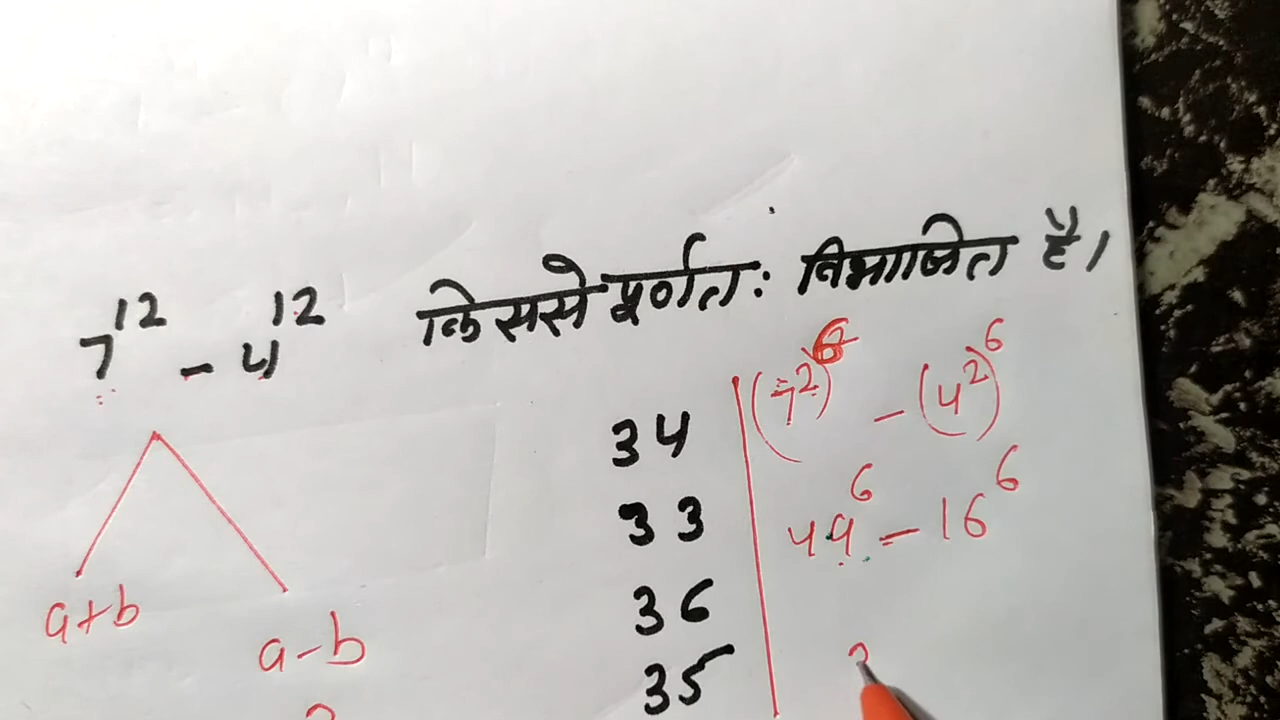 7¹² - 4¹² किससे पूर्णतः विभाजित है।
34
33
36
35
(7²)⁶ - (4²)⁶
49⁶ - 16⁶
a+b
a-b